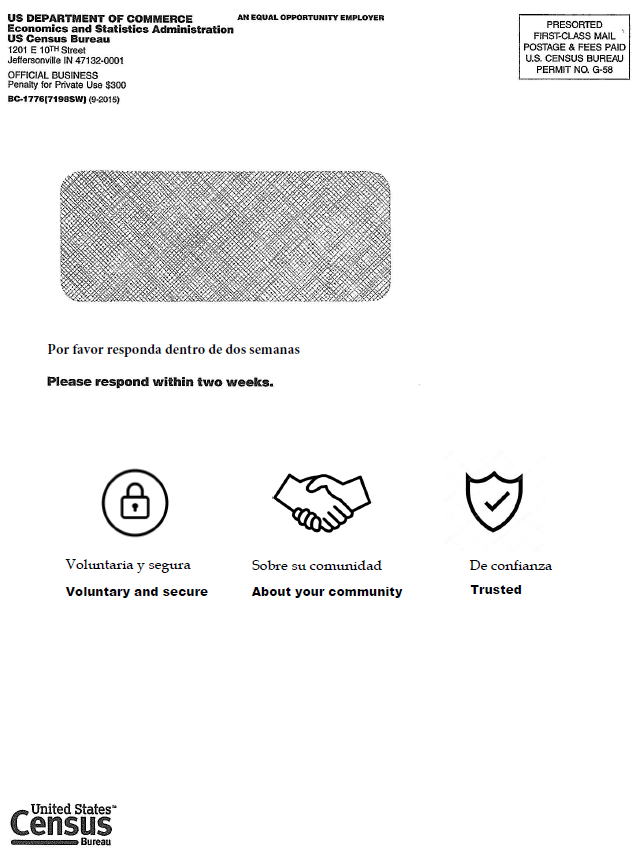 US DEPARTMENT OF COMMERCE
Economics and Statistics Administration
US Census Bureau
1201 E 10TH Street
Jeffersonville IN 47132-0001
OFFICIAL BUSINESS
Penalty for Private Use $300
BC-1776(7198SW) (9-2015)
AN EQUAL OPPORTUNITY EMPLOYER
PRESORTED
FIRST-CLASS MAIL
POSTAGE & FEES PAID
U.S. CENSUS BUREAU
PERMIT NO. G-58
Por favor responda dentro de dos semanas
Please respond within two weeks.
Voluntaria y segura
Voluntary and secure
Sobre su comunidad
About your community
De confianza
Trusted
United States™
Census
Bureau